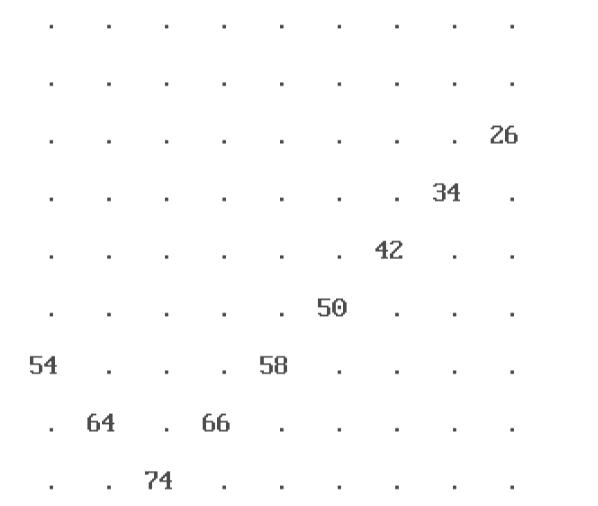 . . . . . . . . .
. . . . . . . . .
. . . . . . . . 26
. . . . . . . 34 .
. . . . . . 42 . .
. . . . . 50 . . .
54 . . . 58 . . . .
. 64 . 66 . . . . .
. . 74 . . . . . .